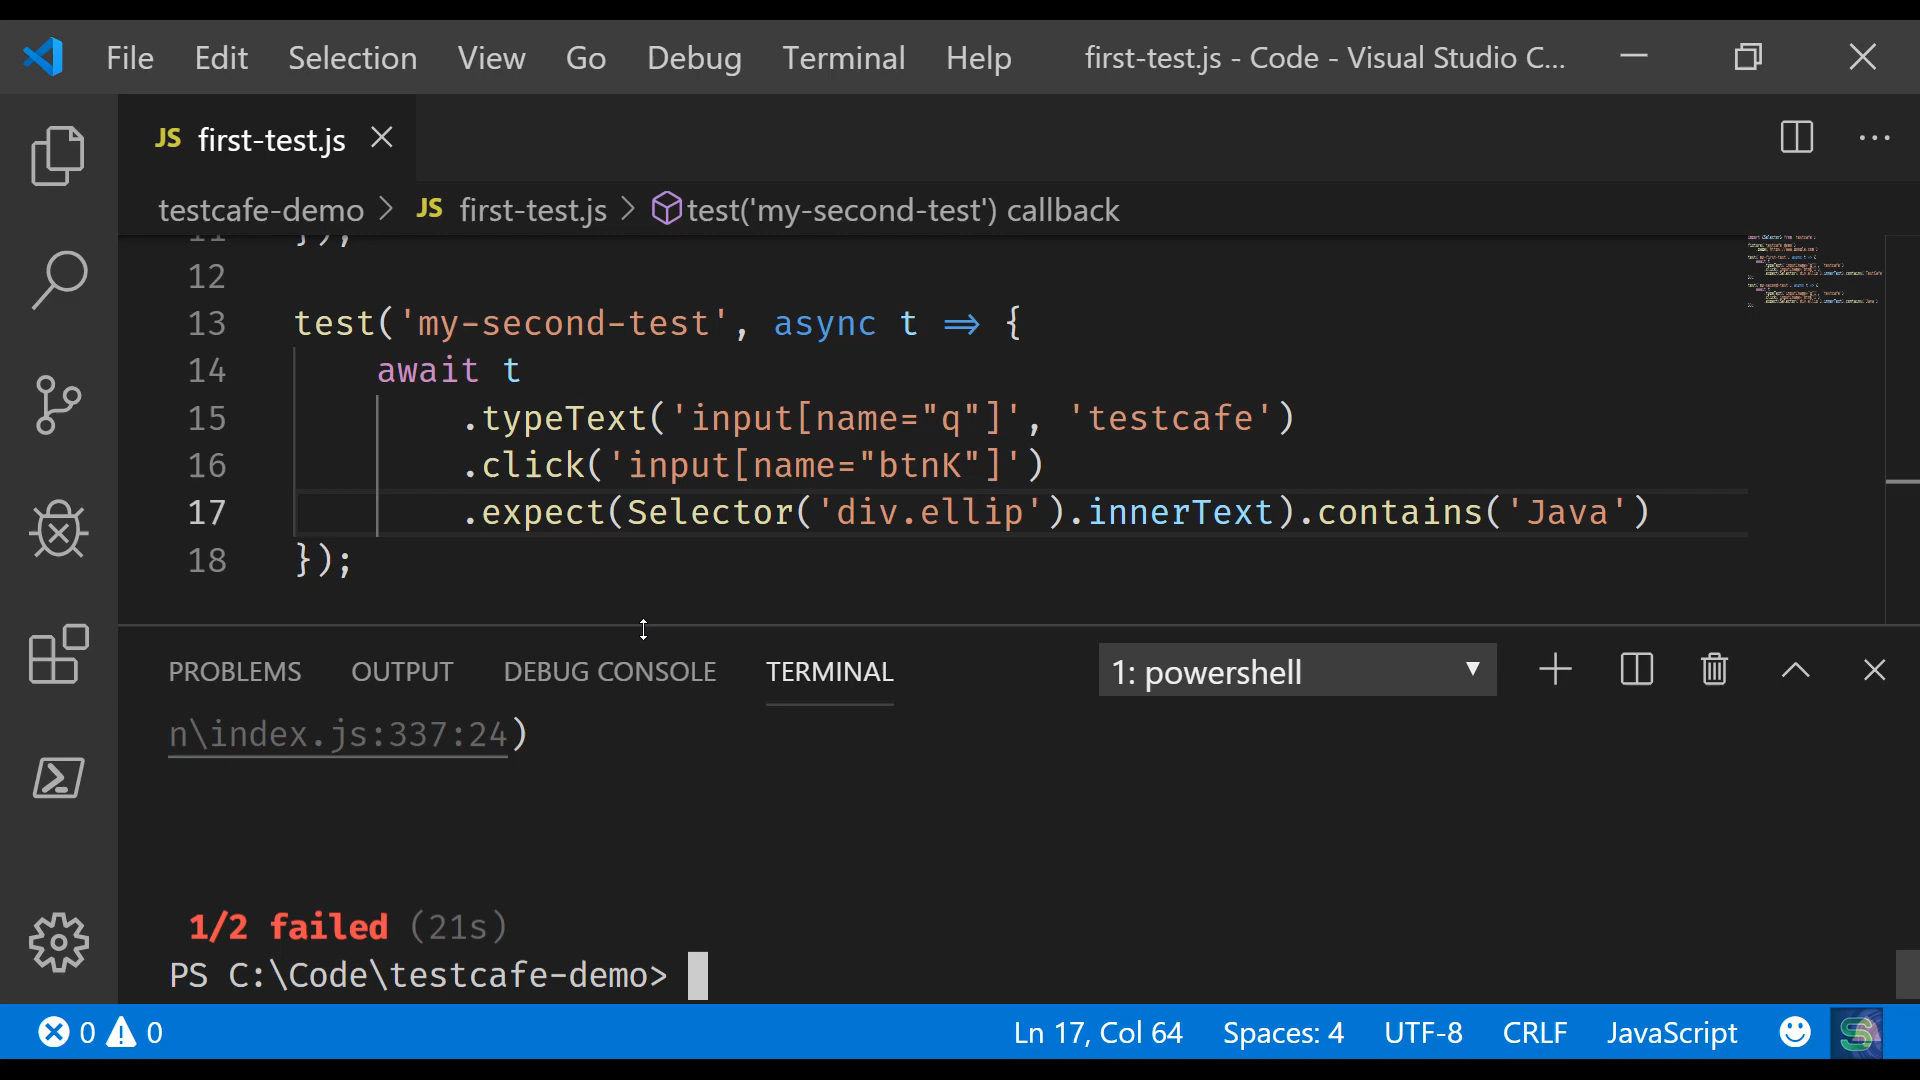 File Edit Selection View Go Debug Terminal Help first-test.js - Code - Visual Studio C...
JS first-test.js
testcafe-demo > JS first-test.js > test('my-second-test') callback
11 });
12
13 test('my-second-test', async t => {
14 await t
15 .typeText('input[name="q"]', 'testcafe')
16 .click('input[name="btnK"]')
17 .expect(Selector('div.ellip').innerText).contains('Java')
18 });
PROBLEMS OUTPUT DEBUG CONSOLE TERMINAL 1: powershell
n\index.js:337:24)
1/2 failed (21s)
PS C:\Code\testcafe-demo>
0 0 Ln 17, Col 64 Spaces: 4 UTF-8 CRLF JavaScript